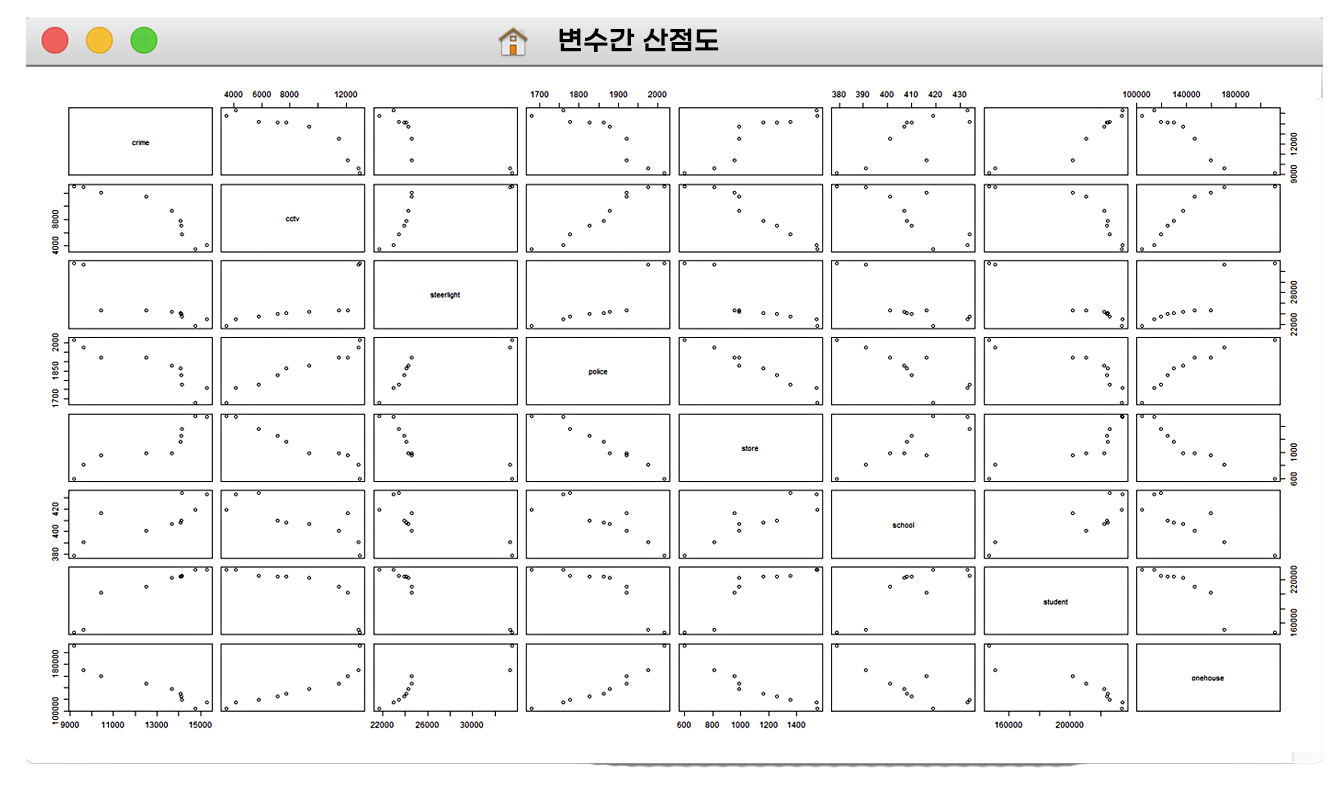 변수간 산점도
4000 6000 8000 12000 1700 1800 1900 2000 380 390 400 410 420 430 100000 140000 180000
crime
9000 12000
cctv
4000 8000
steerlight
22000 28000
police
1700 1850 2000
store
600 1000
school
380 400 420
student
160000 220000
onehouse
100000 180000
9000 11000 13000 15000 22000 26000 30000 600 800 1000 1200 1400 160000 200000